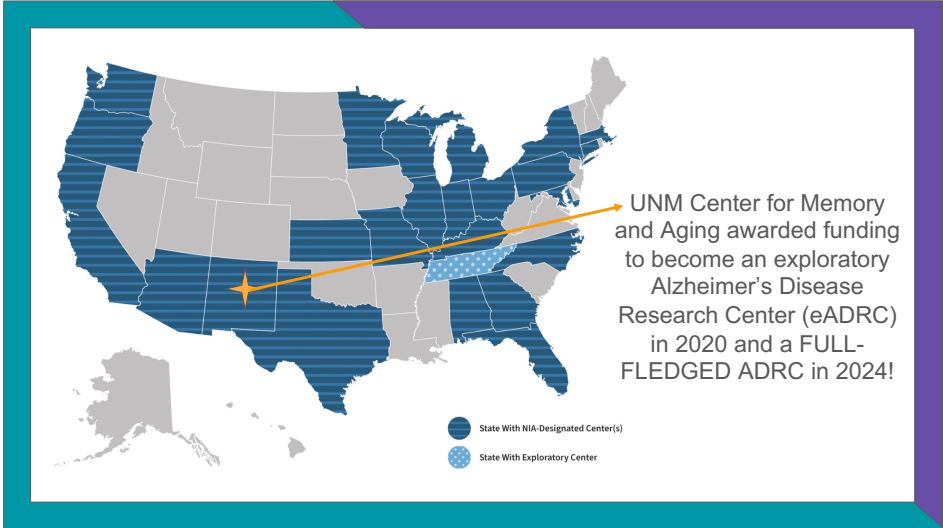 UNM Center for Memory
and Aging awarded funding
to become an exploratory
Alzheimer’s Disease
Research Center (eADRC)
in 2020 and a FULL-
FLEDGED ADRC in 2024!
State With NIA-Designated Center(s)
State With Exploratory Center